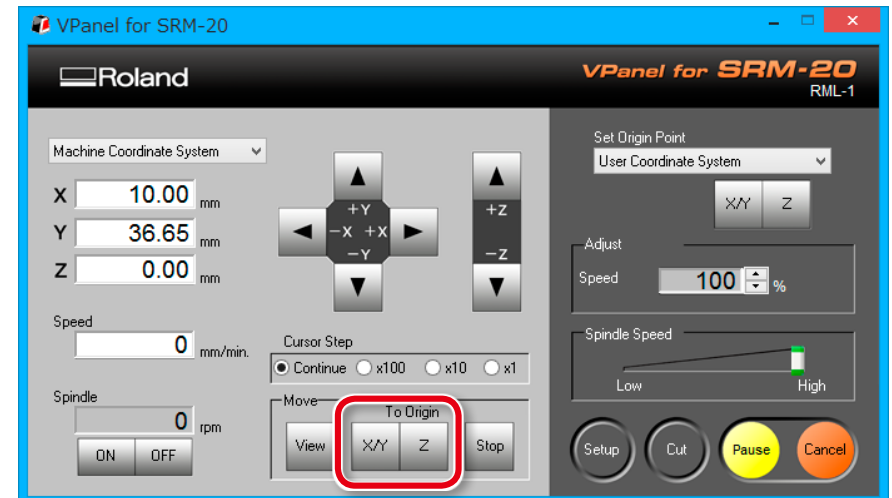 VPanel for SRM-20
Roland
VPanel for SRM-20
RML-1
Machine Coordinate System
X 10.00 mm
Y 36.65 mm
Z 0.00 mm
Speed
0 mm/min.
Spindle
0 rpm
ON OFF
+Y
-X +X
-Y
+Z
-Z
Cursor Step
Continue x100 x10 x1
Move
To Origin
View X/Y Z Stop
Set Origin Point
User Coordinate System
X/Y Z
Adjust
Speed 100 %
Spindle Speed
Low High
Setup Cut Pause Cancel